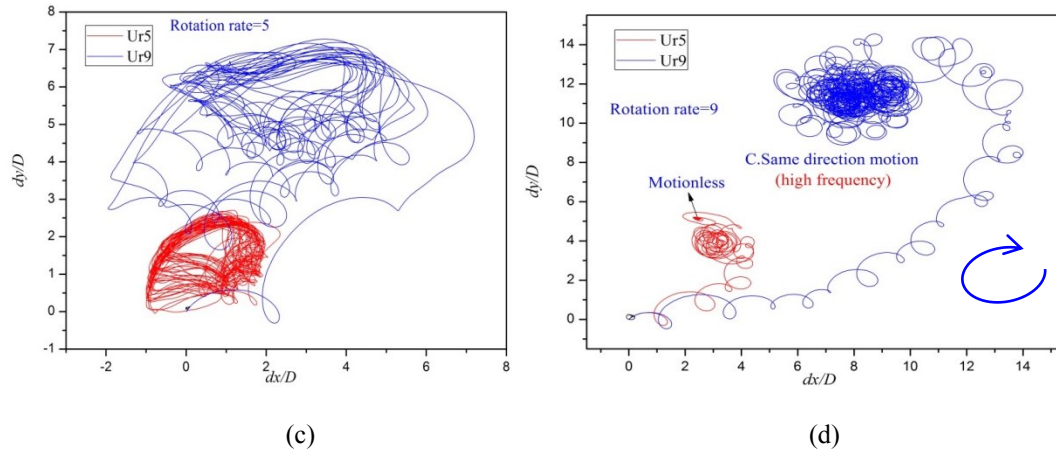 8
7
6
5
4
3
2
1
0
-1
dy/D
Ur5
Ur9
Rotation rate=5
-2
0
2
4
6
8
dx/D
(c)
14
12
10
8
6
4
2
0
dy/D
Ur5
Ur9
Rotation rate=9
C.Same direction motion
(high frequency)
Motionless
0
2
4
6
8
10
12
14
dx/D
(d)